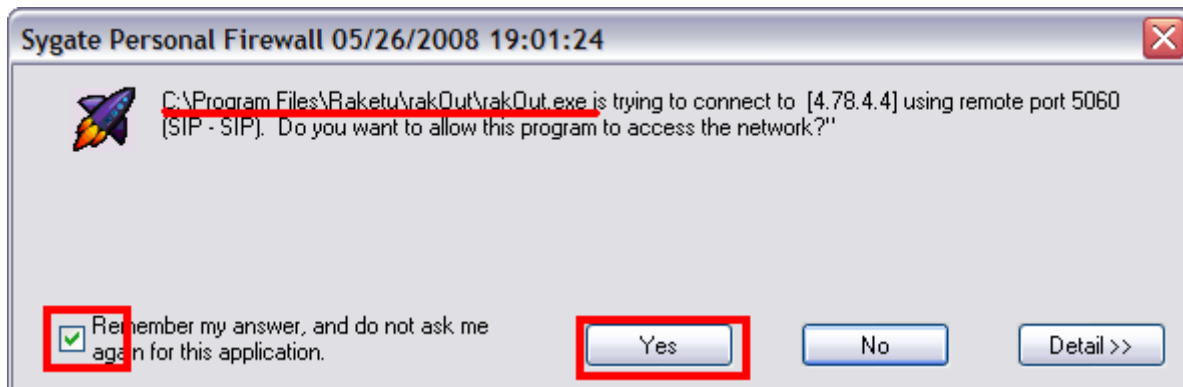 Sygate Personal Firewall 05/26/2008 19:01:24
C:\Program Files\Raketu\rakOut\rakOut.exe is trying to connect to  [4.78.4.4] using remote port 5060
(SIP - SIP).  Do you want to allow this program to access the network?"
Remember my answer, and do not ask me
again for this application.
Yes
No
Detail >>